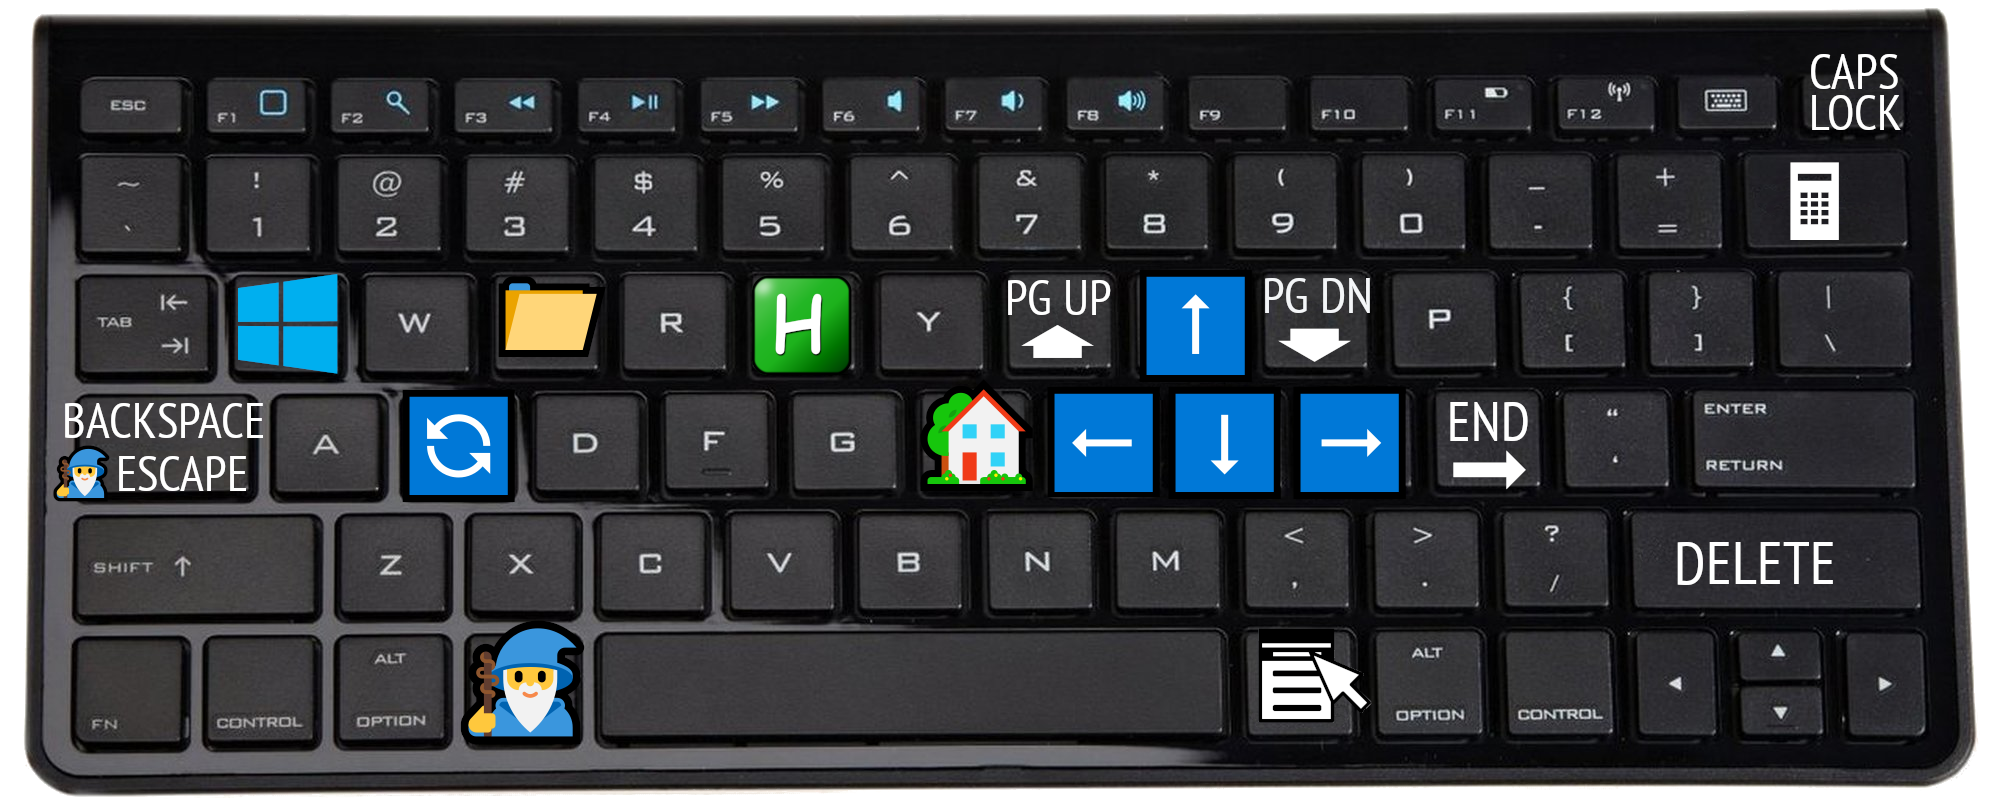 ESC F1 F2 F3 F4 F5 F6 F7 F8 F9 F10 F11 F12 CAPS LOCK
~ ! @ # $ % ^ & * ( ) _ +
` 1 2 3 4 5 6 7 8 9 0 - =
TAB W R H Y PG UP ↑ PG DN P { [ } ] | \
BACKSPACE
ESCAPE
A D F G ← ↓ → END “ ‘ ENTER
RETURN
SHIFT ↑ Z X C V B N M < , > . ? / DELETE
FN CONTROL ALT OPTION ALT OPTION CONTROL